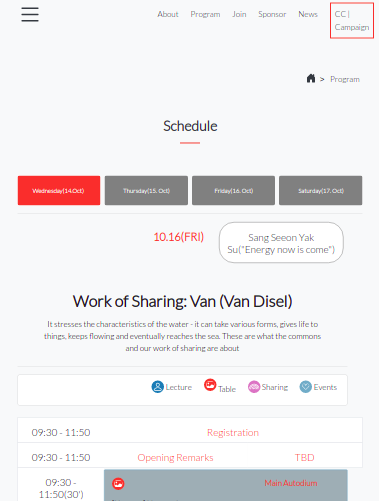 About Program Join Sponsor News CC |
Campaign
> Program
Schedule
Wednesday(14.Oct) Thursday(15. Oct) Friday(16. Oct) Saturday(17. Oct)
10.16(FRI) Sang Seeon Yak
Su("Energy now is come")
Work of Sharing: Van (Van Disel)
It stresses the characteristics of the water - it can take various forms, gives life to
things, keeps flowing and eventually reaches the sea. These are what the commons
and our work of sharing are about
Lecture Table Sharing Events
09:30 - 11:50 Registration
09:30 - 11:50 Opening Remarks TBD
09:30 -
11:50(30') Main Autodium